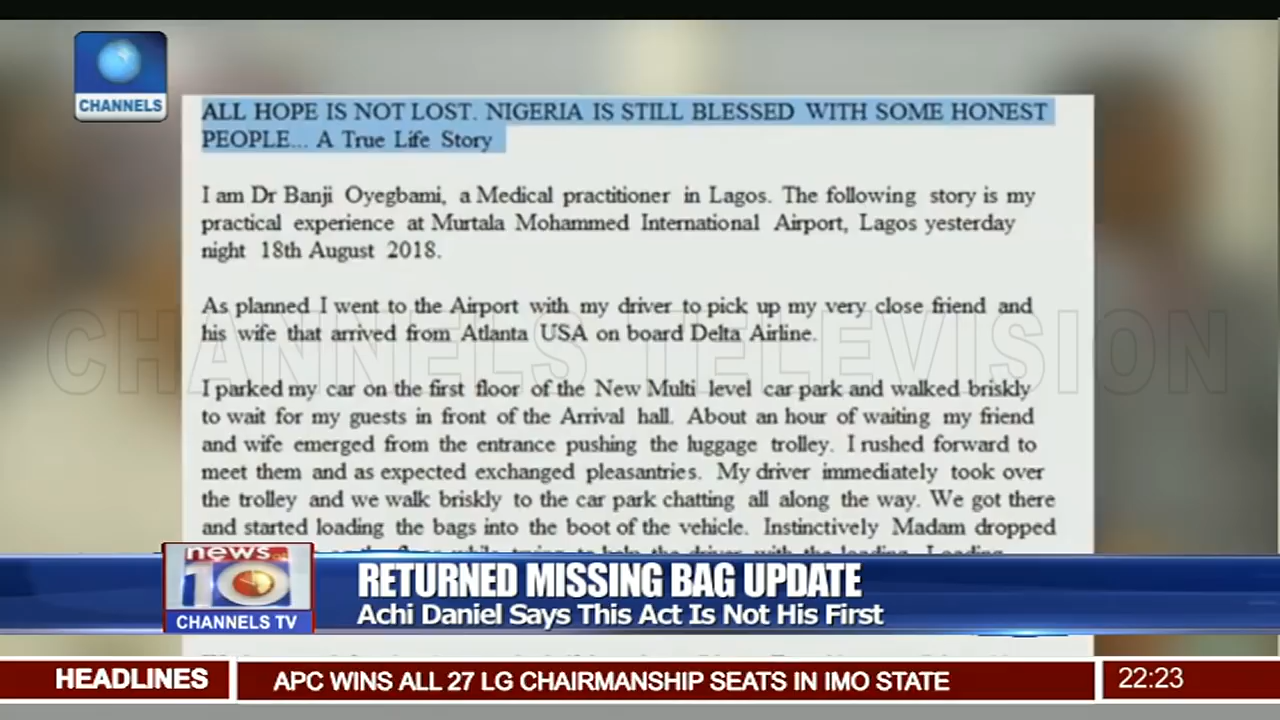 CHANNELS
ALL HOPE IS NOT LOST. NIGERIA IS STILL BLESSED WITH SOME HONEST
PEOPLE... A True Life Story
I am Dr Banji Oyegbami, a Medical practitioner in Lagos. The following story is my
practical experience at Murtala Mohammed International Airport, Lagos yesterday
night 18th August 2018.
As planned I went to the Airport with my driver to pick up my very close friend and
his wife that arrived from Atlanta USA on board Delta Airline.
CHANNELS TELEVISION
I parked my car on the first floor of the New Multi level car park and walked briskly
to wait for my guests in front of the Arrival hall. About an hour of waiting my friend
and wife emerged from the entrance pushing the luggage trolley. I rushed forward to
meet them and as expected exchanged pleasantries. My driver immediately took over
the trolley and we walk briskly to the car park chatting all along the way. We got there
and started loading the bags into the boot of the vehicle. Instinctively Madam dropped
news
10
CHANNELS TV
RETURNED MISSING BAG UPDATE
Achi Daniel Says This Act Is Not His First
HEADLINES
APC WINS ALL 27 LG CHAIRMANSHIP SEATS IN IMO STATE
22:23